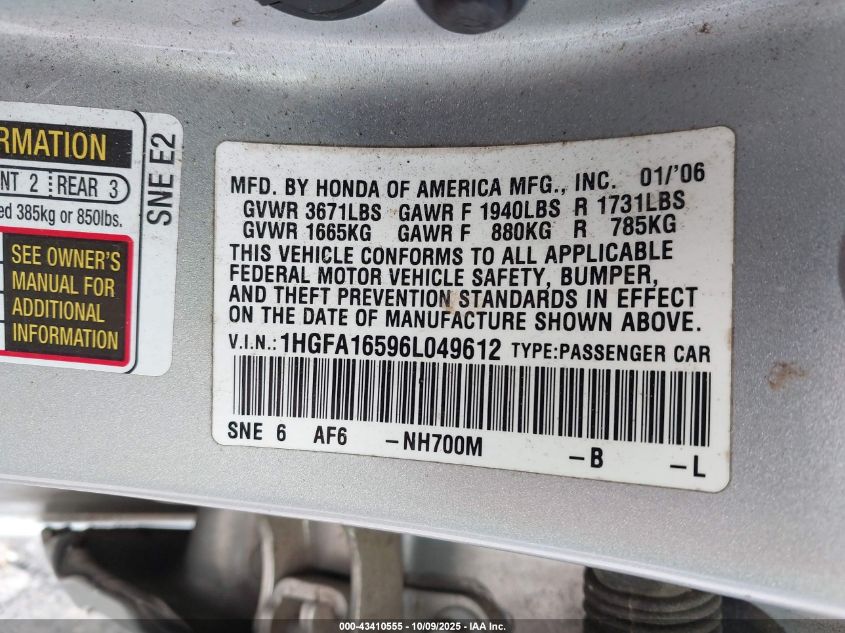 RMATION
NT 2 REAR 3
ed 385kg or 850lbs.
SEE OWNER'S
MANUAL FOR
ADDITIONAL
INFORMATION
SNE E2
MFD. BY HONDA OF AMERICA MFG., INC. 01/'06
GVWR 3671LBS GAWR F 1940LBS R 1731LBS
GVWR 1665KG GAWR F 880KG R 785KG
THIS VEHICLE CONFORMS TO ALL APPLICABLE
FEDERAL MOTOR VEHICLE SAFETY, BUMPER,
AND THEFT PREVENTION STANDARDS IN EFFECT
ON THE DATE OF MANUFACTURE SHOWN ABOVE.
V.I.N.: 1HGFA16596L049612 TYPE:PASSENGER CAR
SNE 6 AF6 -NH700M -B -L
000-43410555 - 10/09/2025 - IAA Inc.